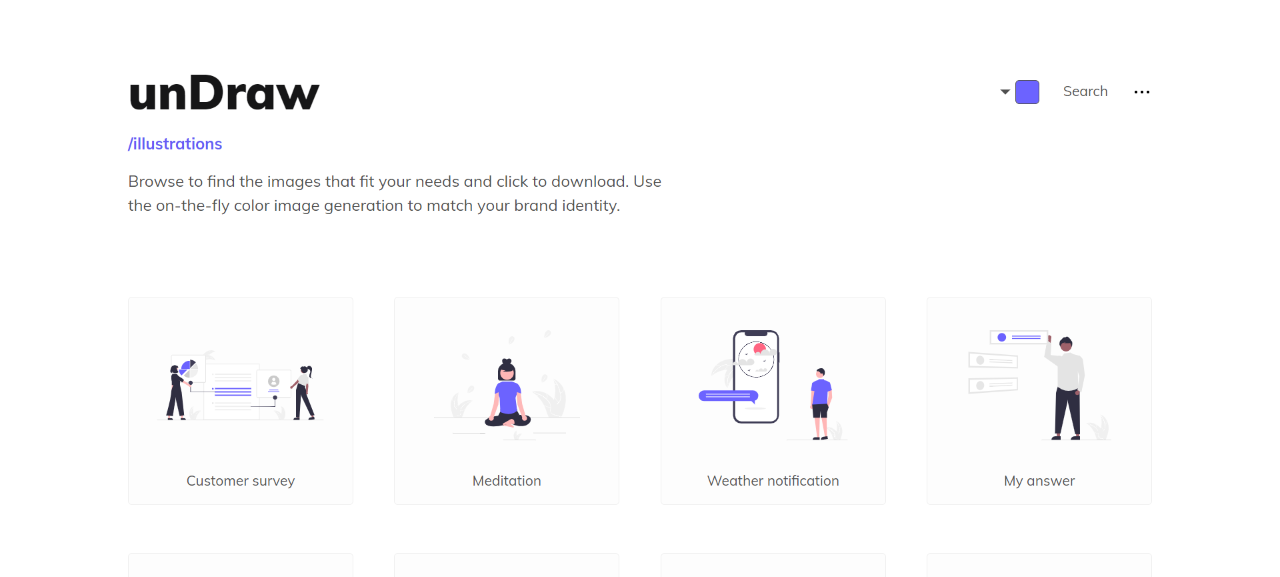 unDraw
Search
/illustrations
Browse to find the images that fit your needs and click to download. Use
the on-the-fly color image generation to match your brand identity.
Customer survey
Meditation
Weather notification
My answer